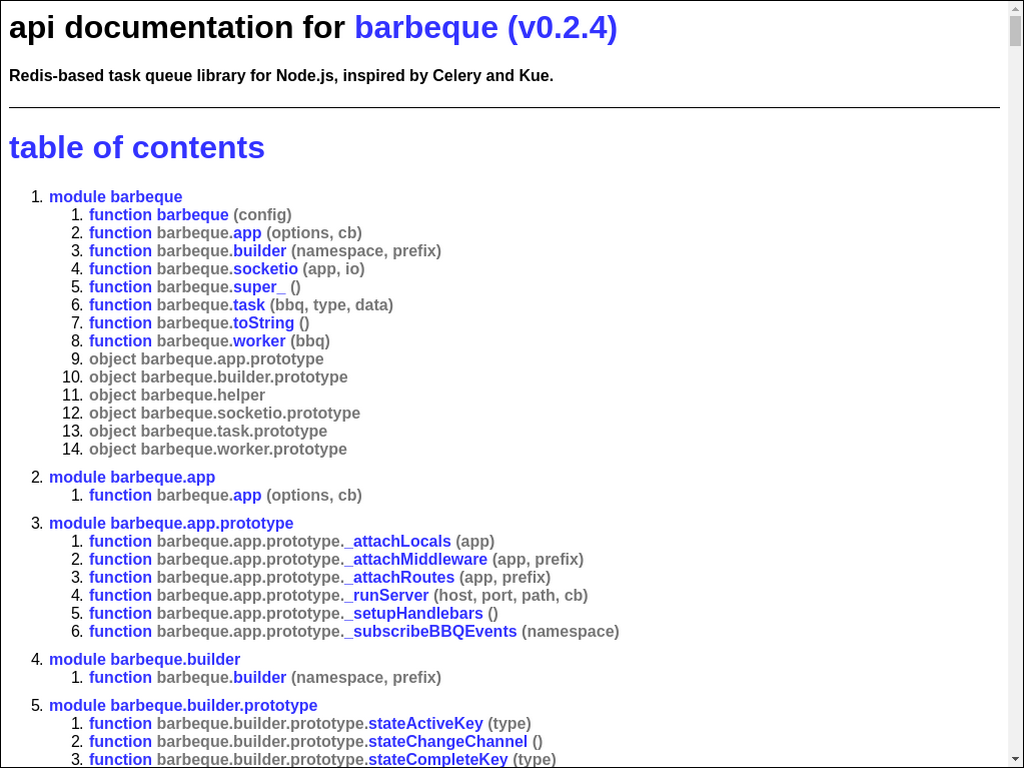 api documentation for barbeque (v0.2.4)
Redis-based task queue library for Node.js, inspired by Celery and Kue.
table of contents
1. module barbeque
1. function barbeque (config)
2. function barbeque.app (options, cb)
3. function barbeque.builder (namespace, prefix)
4. function barbeque.socketio (app, io)
5. function barbeque.super_ ()
6. function barbeque.task (bbq, type, data)
7. function barbeque.toString ()
8. function barbeque.worker (bbq)
9. object barbeque.app.prototype
10. object barbeque.builder.prototype
11. object barbeque.helper
12. object barbeque.socketio.prototype
13. object barbeque.task.prototype
14. object barbeque.worker.prototype
2. module barbeque.app
1. function barbeque.app (options, cb)
3. module barbeque.app.prototype
1. function barbeque.app.prototype._attachLocals (app)
2. function barbeque.app.prototype._attachMiddleware (app, prefix)
3. function barbeque.app.prototype._attachRoutes (app, prefix)
4. function barbeque.app.prototype._runServer (host, port, path, cb)
5. function barbeque.app.prototype._setupHandlebars ()
6. function barbeque.app.prototype._subscribeBBQEvents (namespace)
4. module barbeque.builder
1. function barbeque.builder (namespace, prefix)
5. module barbeque.builder.prototype
1. function barbeque.builder.prototype.stateActiveKey (type)
2. function barbeque.builder.prototype.stateChangeChannel ()
3. function barbeque.builder.prototype.stateCompleteKey (type)